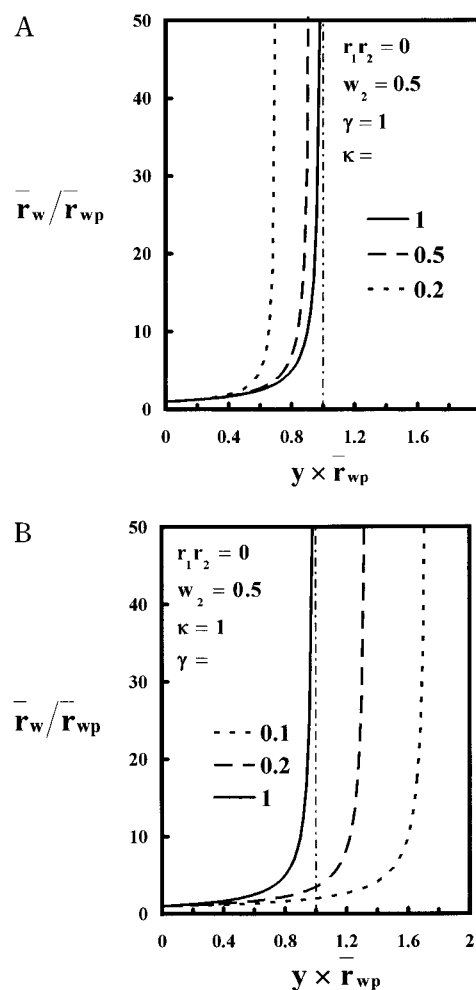 A
50
40
30
20
10
0
r̄w/r̄wp
r₁r₂ = 0
w₂ = 0.5
γ = 1
κ =
1
0.5
0.2
0 0.4 0.8 1.2 1.6
y × r̄wp
B
50
40
30
20
10
0
r̄w/r̄wp
r₁r₂ = 0
w₂ = 0.5
κ = 1
γ =
0.1
0.2
1
0 0.4 0.8 1.2 1.6 2
y × r̄wp